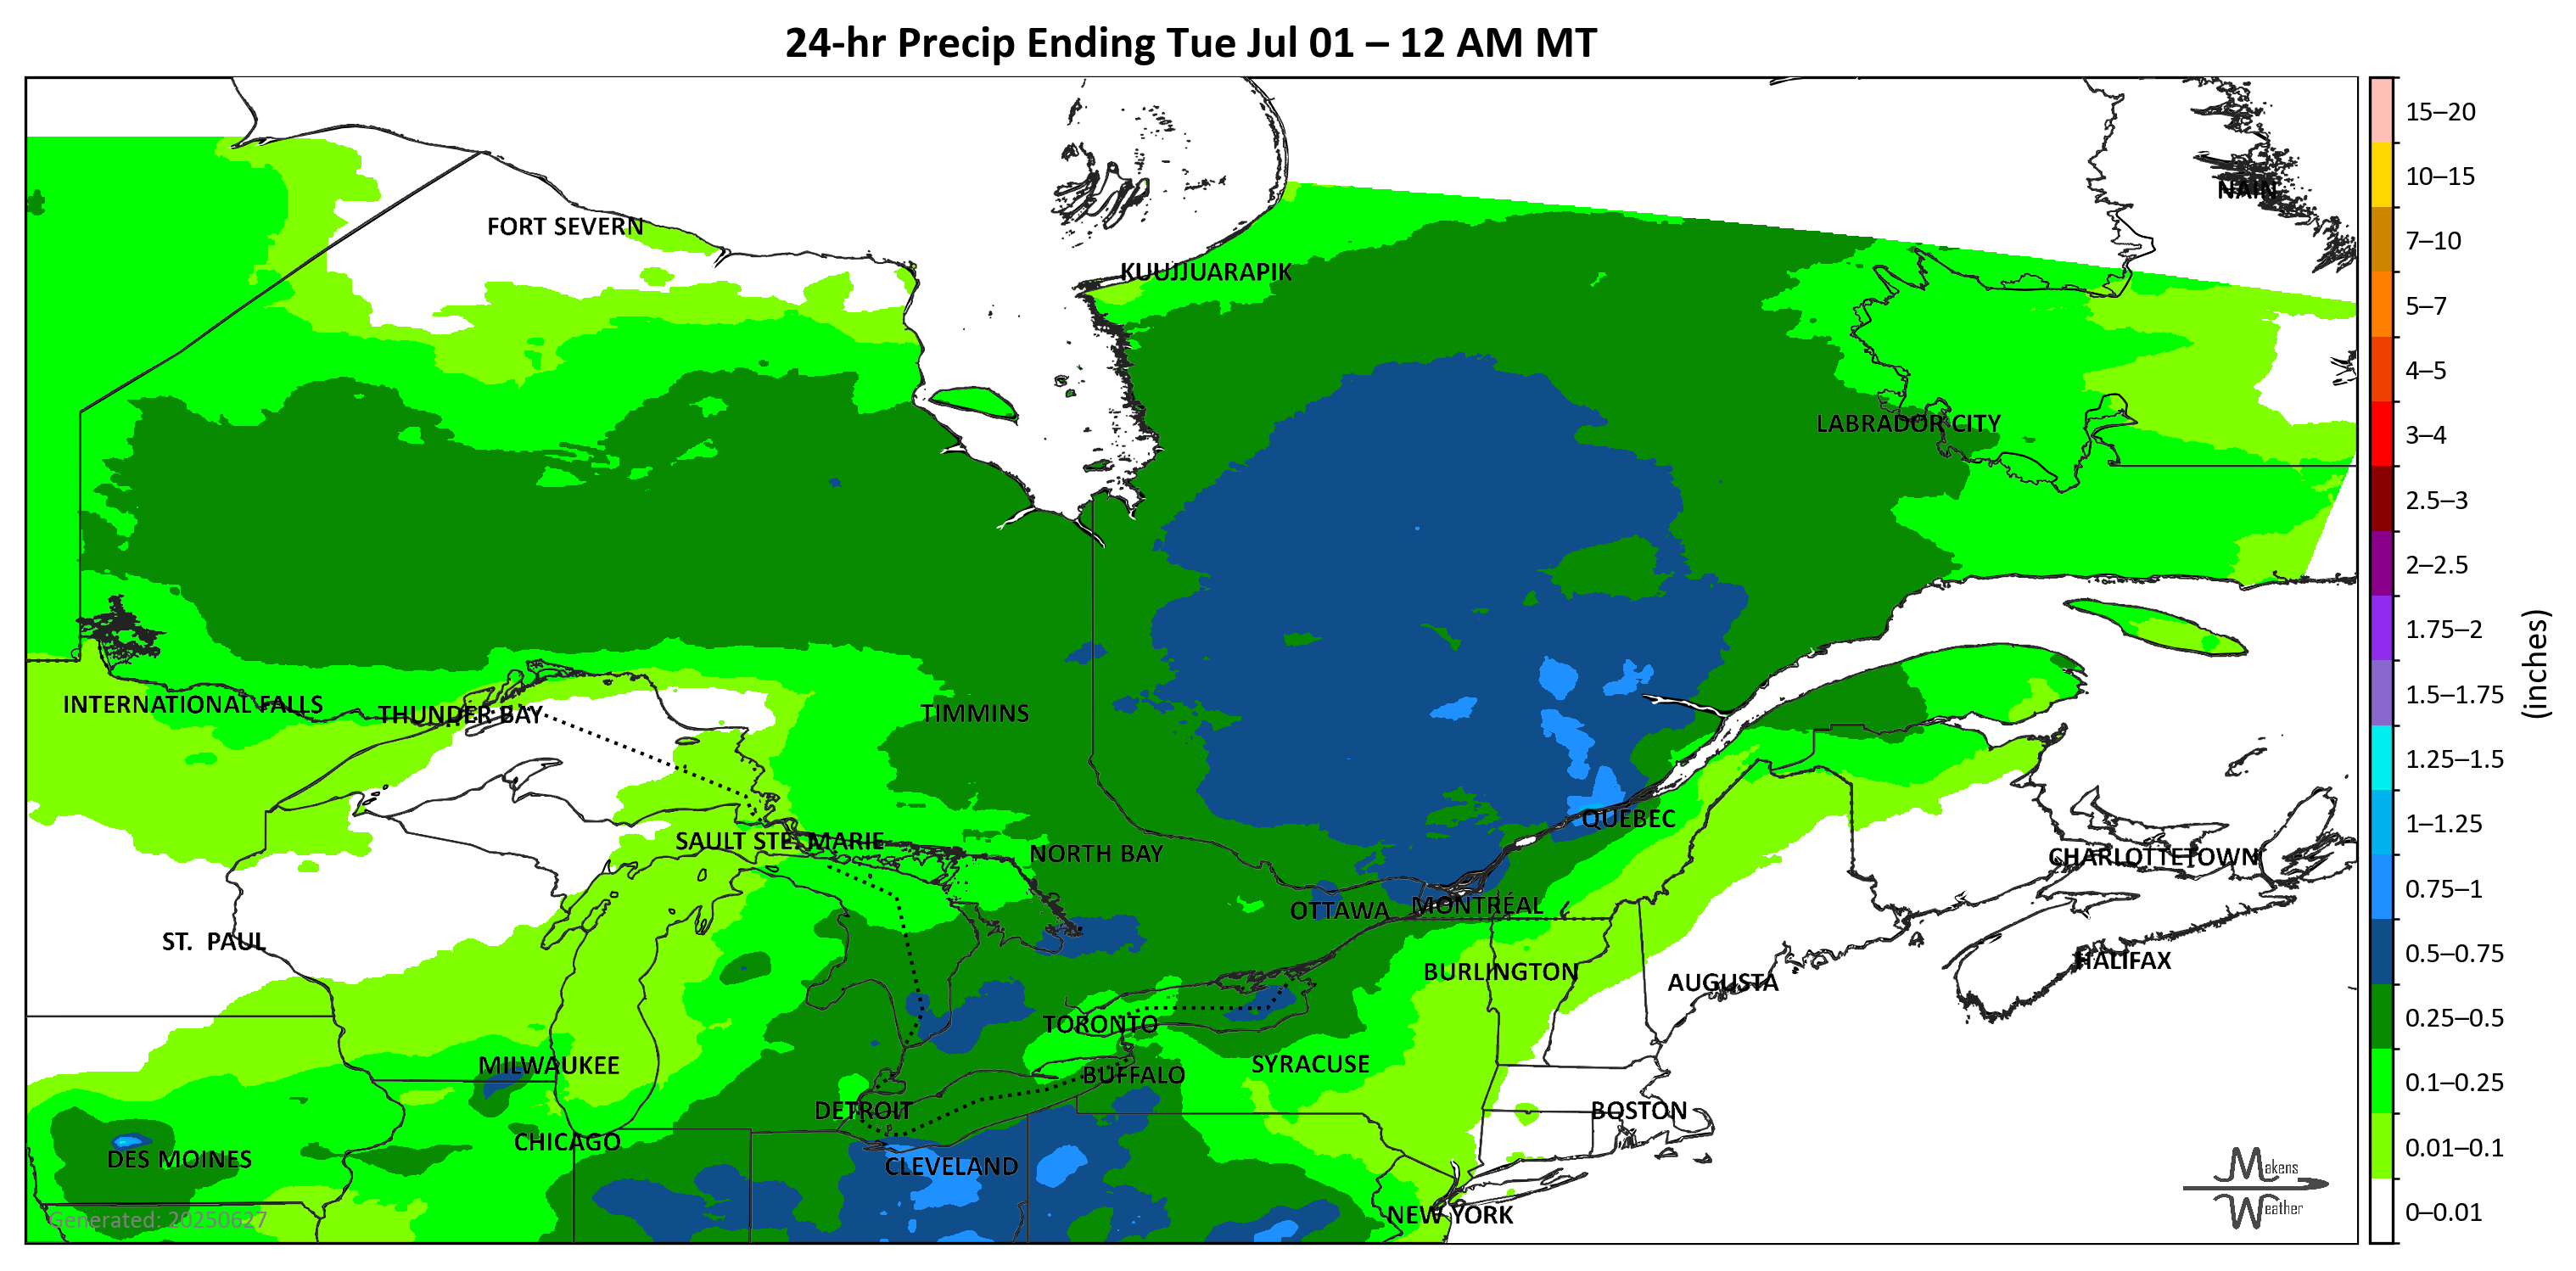 24-hr Precip Ending Tue Jul 01 – 12 AM MT
15–20
NAIN
10–15
FORT SEVERN
7–10
KUUJJUARAPIK
5–7
4–5
LABRADOR CITY
3–4
2.5–3
2–2.5
1.75–2
(inches)
1.5–1.75
INTERNATIONAL FALLS
THUNDER BAY
TIMMINS
1.25–1.5
QUEBEC
1–1.25
SAULT STE. MARIE
NORTH BAY
CHARLOTTETOWN
0.75–1
OTTAWA
MONTRÉAL
ST. PAUL
0.5–0.75
HALIFAX
BURLINGTON
AUGUSTA
TORONTO
0.25–0.5
MILWAUKEE
SYRACUSE
BUFFALO
0.1–0.25
DETROIT
BOSTON
CHICAGO
0.01–0.1
DES MOINES
CLEVELAND
Makens
Weather
Generated: 20250627
NEW YORK
0–0.01